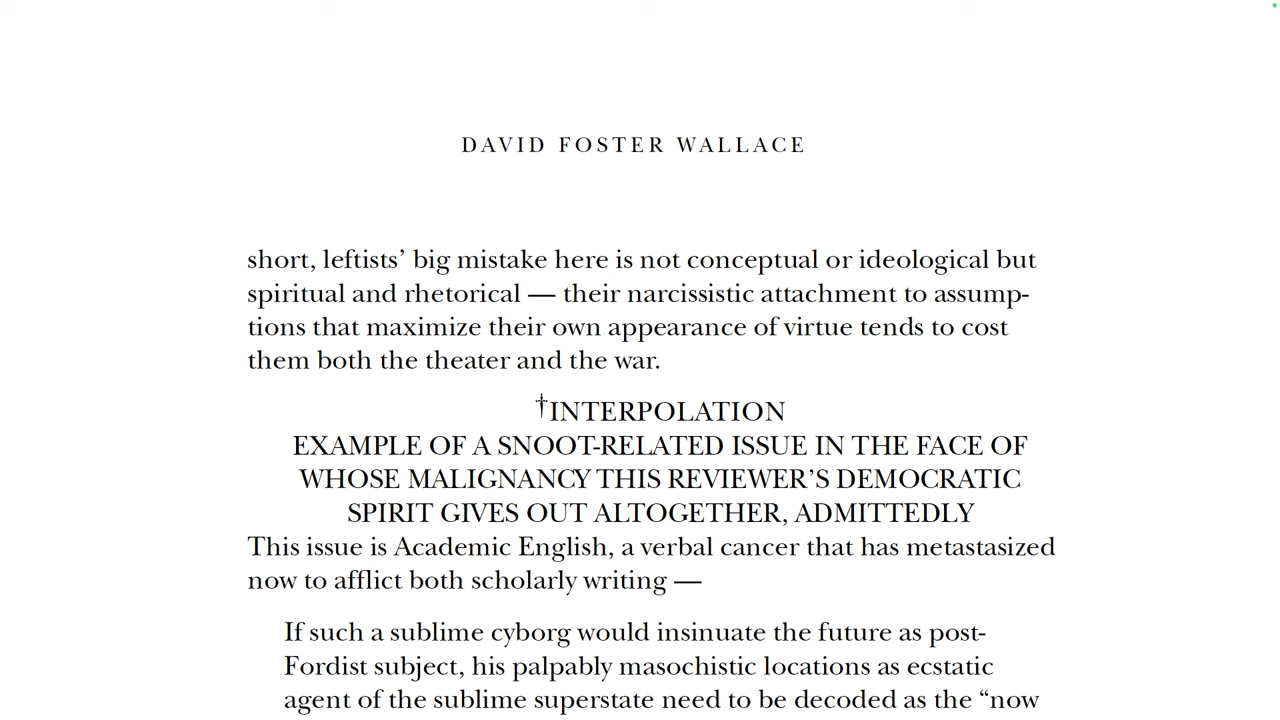 DAVID FOSTER WALLACE
short, leftists’ big mistake here is not conceptual or ideological but
spiritual and rhetorical — their narcissistic attachment to assump-
tions that maximize their own appearance of virtue tends to cost
them both the theater and the war.
†INTERPOLATION
EXAMPLE OF A SNOOT-RELATED ISSUE IN THE FACE OF
WHOSE MALIGNANCY THIS REVIEWER’S DEMOCRATIC
SPIRIT GIVES OUT ALTOGETHER, ADMITTEDLY
This issue is Academic English, a verbal cancer that has metastasized
now to afflict both scholarly writing —
If such a sublime cyborg would insinuate the future as post-
Fordist subject, his palpably masochistic locations as ecstatic
agent of the sublime superstate need to be decoded as the “now